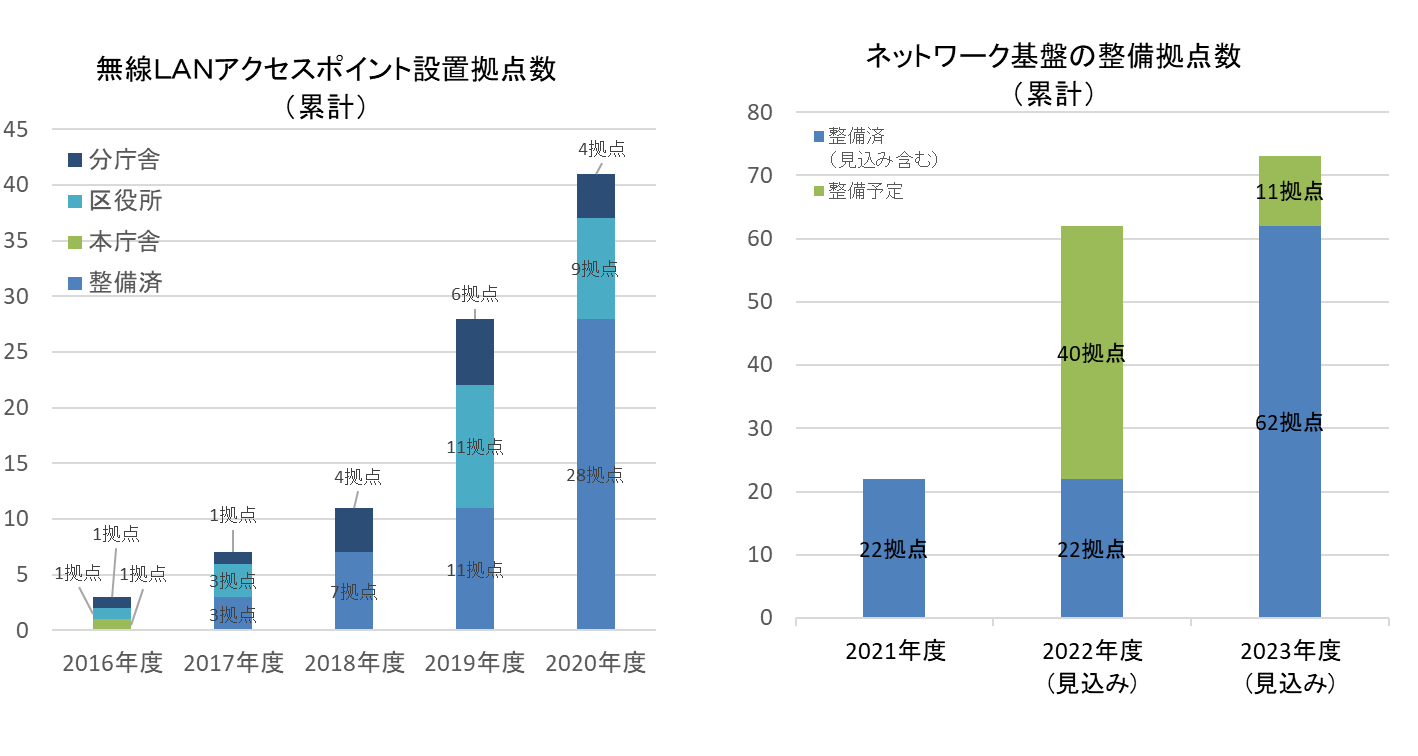 無線LANアクセスポイント設置拠点数
（累計）
45
40
35
30
25
20
15
10
5
0
分庁舎
区役所
本庁舎
整備済
1拠点
1拠点
1拠点
1拠点
3拠点
3拠点
4拠点
7拠点
6拠点
11拠点
11拠点
4拠点
9拠点
28拠点
2016年度
2017年度
2018年度
2019年度
2020年度
ネットワーク基盤の整備拠点数
（累計）
80
70
60
50
40
30
20
10
0
整備済
（見込み含む）
整備予定
22拠点
40拠点
22拠点
11拠点
62拠点
2021年度
2022年度
（見込み）
2023年度
（見込み）